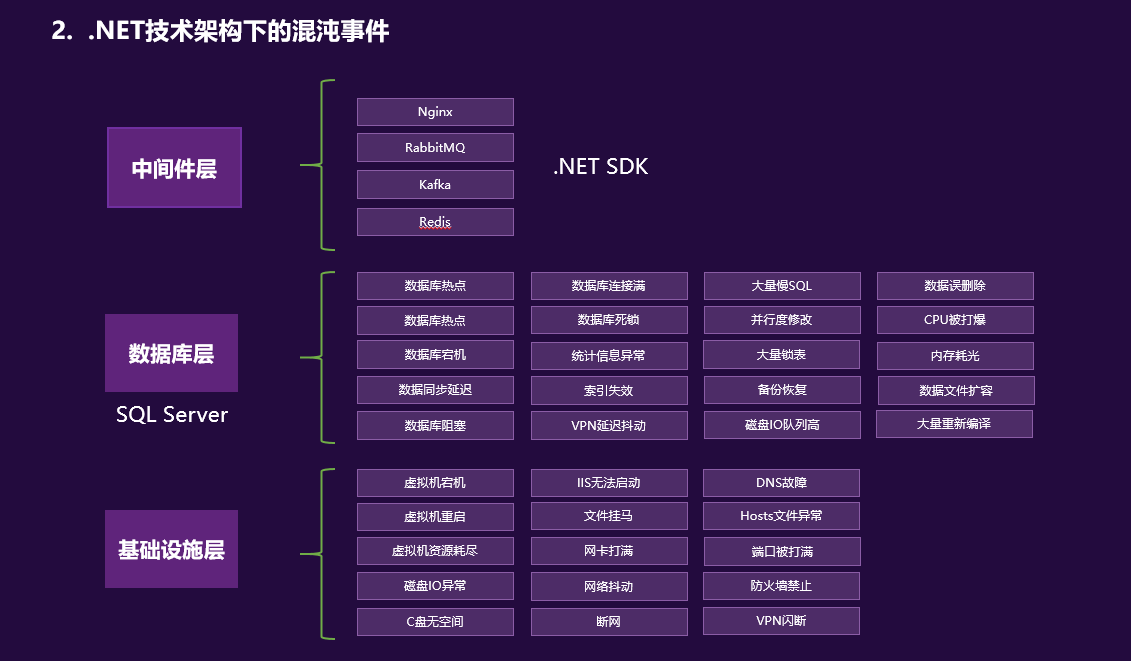 2. .NET技术架构下的混沌事件
中间件层
Nginx
RabbitMQ
Kafka
Redis
.NET SDK
数据库层
SQL Server
数据库热点
数据库连接满
大量慢SQL
数据误删除
数据库热点
数据库死锁
并行度修改
CPU被打爆
数据库宕机
统计信息异常
大量锁表
内存耗光
数据同步延迟
索引失效
备份恢复
数据文件扩容
数据库阻塞
VPN延迟抖动
磁盘IO队列高
大量重新编译
基础设施层
虚拟机宕机
IIS无法启动
DNS故障
虚拟机重启
文件挂马
Hosts文件异常
虚拟机资源耗尽
网卡打满
端口被打满
磁盘IO异常
网络抖动
防火墙禁止
C盘无空间
断网
VPN闪断